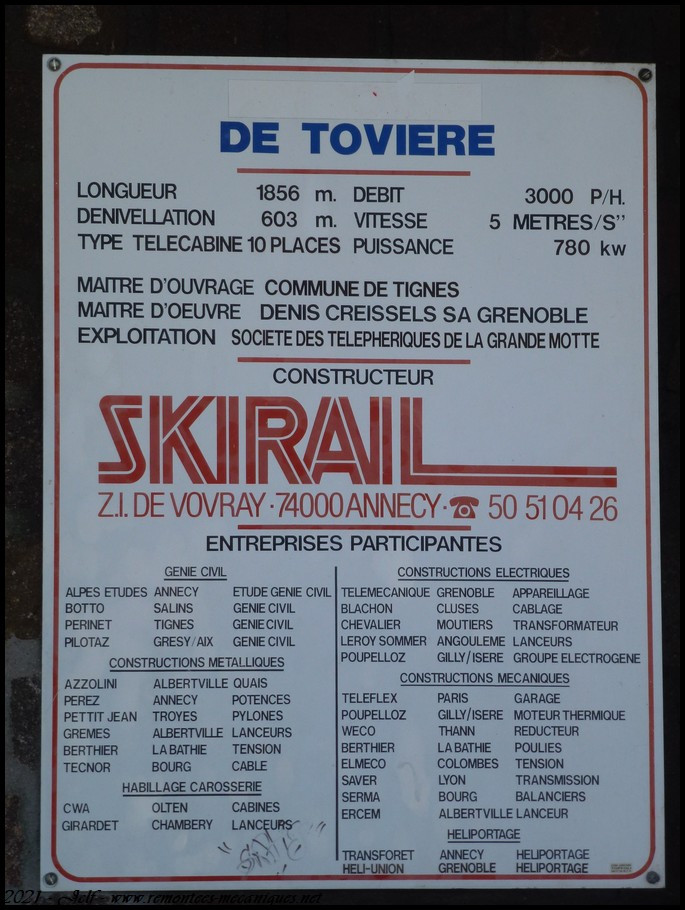 DE TOVIERE
LONGUEUR 1856 m. DEBIT 3000 P/H.
DENIVELLATION 603 m. VITESSE 5 METRES/S"
TYPE TELECABINE 10 PLACES PUISSANCE 780 kw
MAITRE D'OUVRAGE COMMUNE DE TIGNES
MAITRE D'OEUVRE DENIS CREISSELS SA GRENOBLE
EXPLOITATION SOCIETE DES TELEPHERIQUES DE LA GRANDE MOTTE
CONSTRUCTEUR
SKIRAIL
Z.I. DE VOVRAY · 74000 ANNECY · ☎ 50 51 04 26
ENTREPRISES PARTICIPANTES
GENIE CIVIL
ALPES ETUDES ANNECY ETUDE GENIE CIVIL
BOTTO SALINS GENIE CIVIL
PERINET TIGNES GENIE CIVIL
PILOTAZ GRESY/AIX GENIE CIVIL
CONSTRUCTIONS METALLIQUES
AZZOLINI ALBERTVILLE QUAIS
PEREZ ANNECY POTENCES
PETTIT JEAN TROYES PYLONES
GREMES ALBERTVILLE LANCEURS
BERTHIER LA BATHIE TENSION
TECNOR BOURG CABLE
HABILLAGE CAROSSERIE
CWA OLTEN CABINES
GIRARDET CHAMBERY LANCEURS
CONSTRUCTIONS ELECTRIQUES
TELEMECANIQUE GRENOBLE APPAREILLAGE
BLACHON CLUSES CABLAGE
CHEVALIER MOUTIERS TRANSFORMATEUR
LEROY SOMMER ANGOULEME LANCEURS
POUPELLOZ GILLY/ISERE GROUPE ELECTROGENE
CONSTRUCTIONS MECANIQUES
TELEFLEX PARIS GARAGE
POUPELLOZ GILLY/ISERE MOTEUR THERMIQUE
WECO THANN REDUCTEUR
BERTHIER LA BATHIE POULIES
ELMECO COLOMBES TENSION
SAVER LYON TRANSMISSION
SERMA BOURG BALANCIERS
ERCEM ALBERTVILLE LANCEUR
HELIPORTAGE
TRANSFORET ANNECY HELIPORTAGE
HELI-UNION GRENOBLE HELIPORTAGE
2021 - www.remontees-mecaniques.net